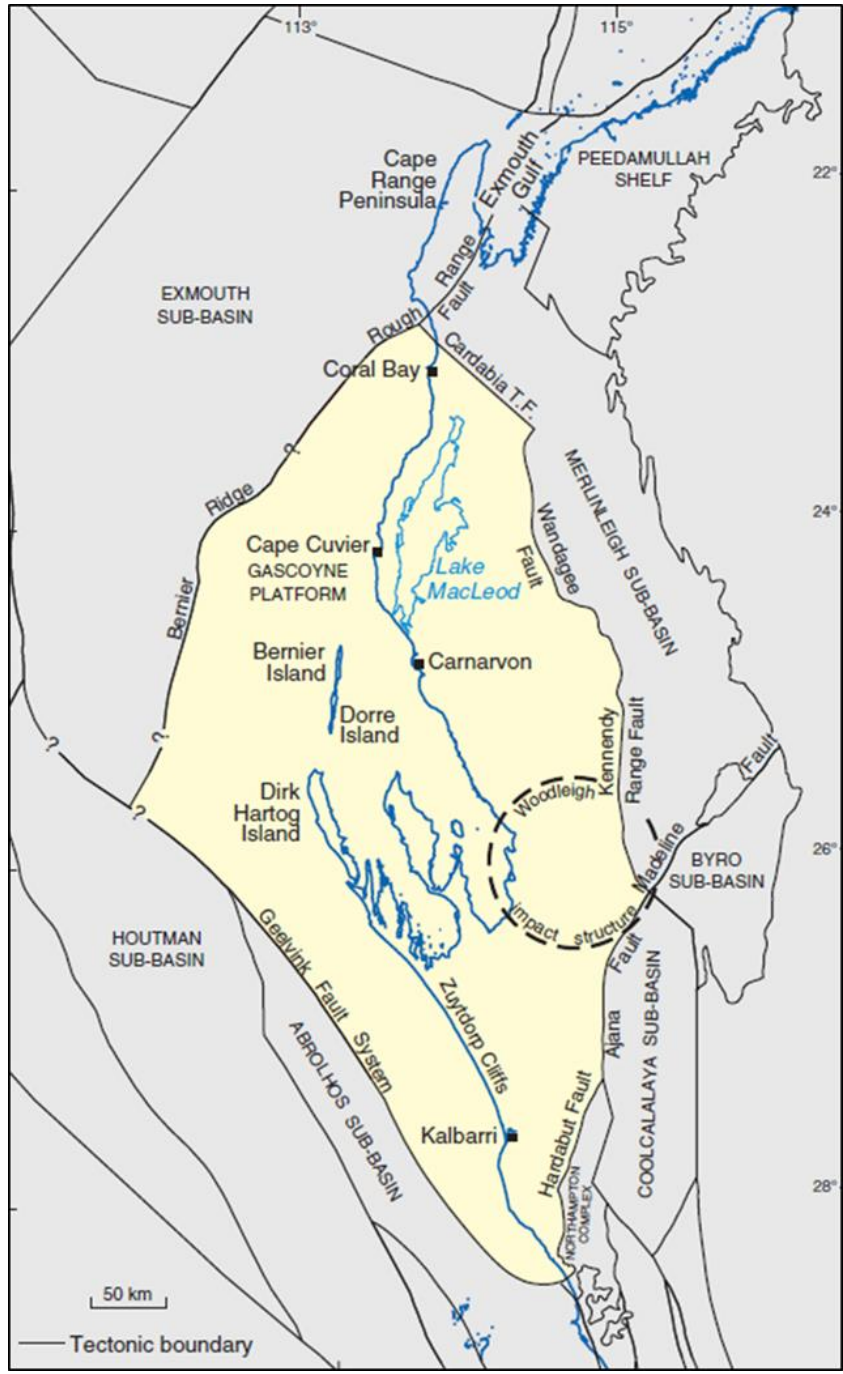 113°
115°
Cape
Range
Peninsula
Exmouth
Gulf
PEEDAMULLAH
SHELF
22°
EXMOUTH
SUB-BASIN
Rough
Range
Fault
Cardabia T.F.
Coral Bay
?
Ridge
MERLINLEIGH SUB-BASIN
24°
Wandagee
Fault
Cape Cuvier
GASCOYNE
PLATFORM
Lake
MacLEOD
Bernier
Bernier
Island
Carnarvon
Dorre
Island
Kennendy
Range Fault
?
?
?
Fault
Dirk
Hartog
Island
Woodleigh
impact structure
Madeline
BYRO
SUB-BASIN
26°
HOUTMAN
SUB-BASIN
Geelvink Fault System
Fault
Ajana
ABROLHOS SUB-BASIN
Zuytdorp Cliffs
COOLCALALAYA SUB-BASIN
Kalbarri
Hardabut Fault
NORTHAMPTON
COMPLEX
28°
50 km
Tectonic boundary